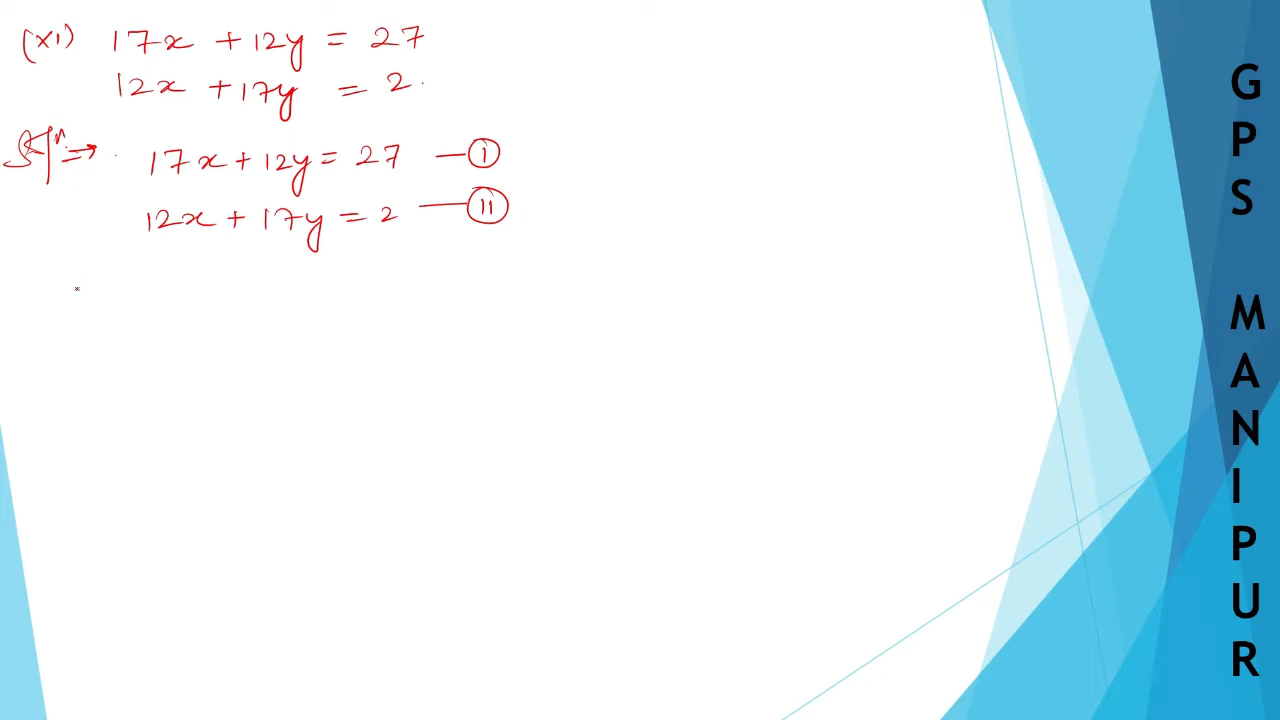 (xi) 17x + 12y = 27
12x + 17y = 2.
Solⁿ ⇒ 17x + 12y = 27 — (i)
12x + 17y = 2 — (ii)
GPS MANIPUR